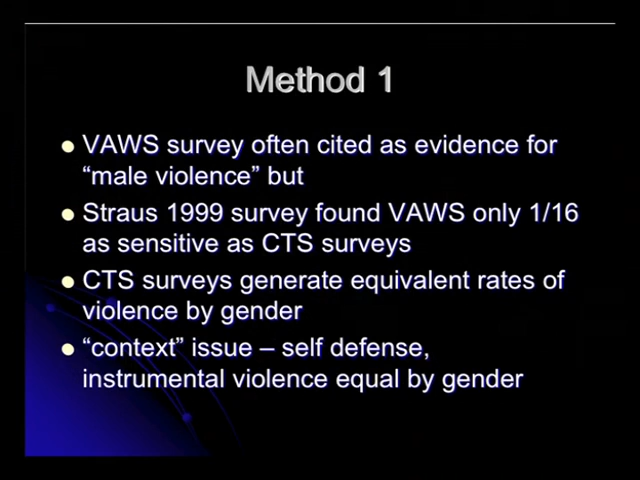 Method 1
VAWS survey often cited as evidence for
“male violence” but
Straus 1999 survey found VAWS only 1/16
as sensitive as CTS surveys
CTS surveys generate equivalent rates of
violence by gender
“context” issue – self defense,
instrumental violence equal by gender